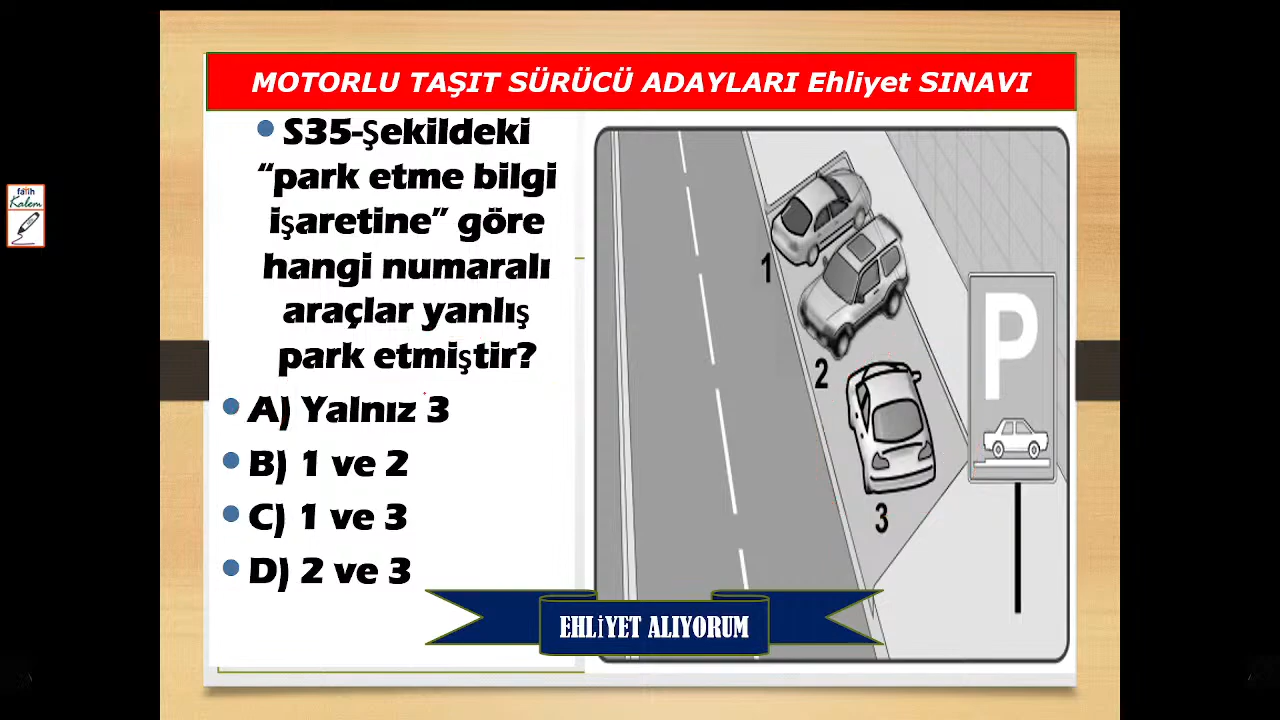 MOTORLU TAŞIT SÜRÜCÜ ADAYLARI Ehliyet SINAVI
S35-Şekildeki
“park etme bilgi
işaretine” göre
hangi numaralı
araçlar yanlış
park etmiştir?
A) Yalnız 3
B) 1 ve 2
C) 1 ve 3
D) 2 ve 3
1
2
3
P
EHLİYET ALIYORUM
fatih
Kalem